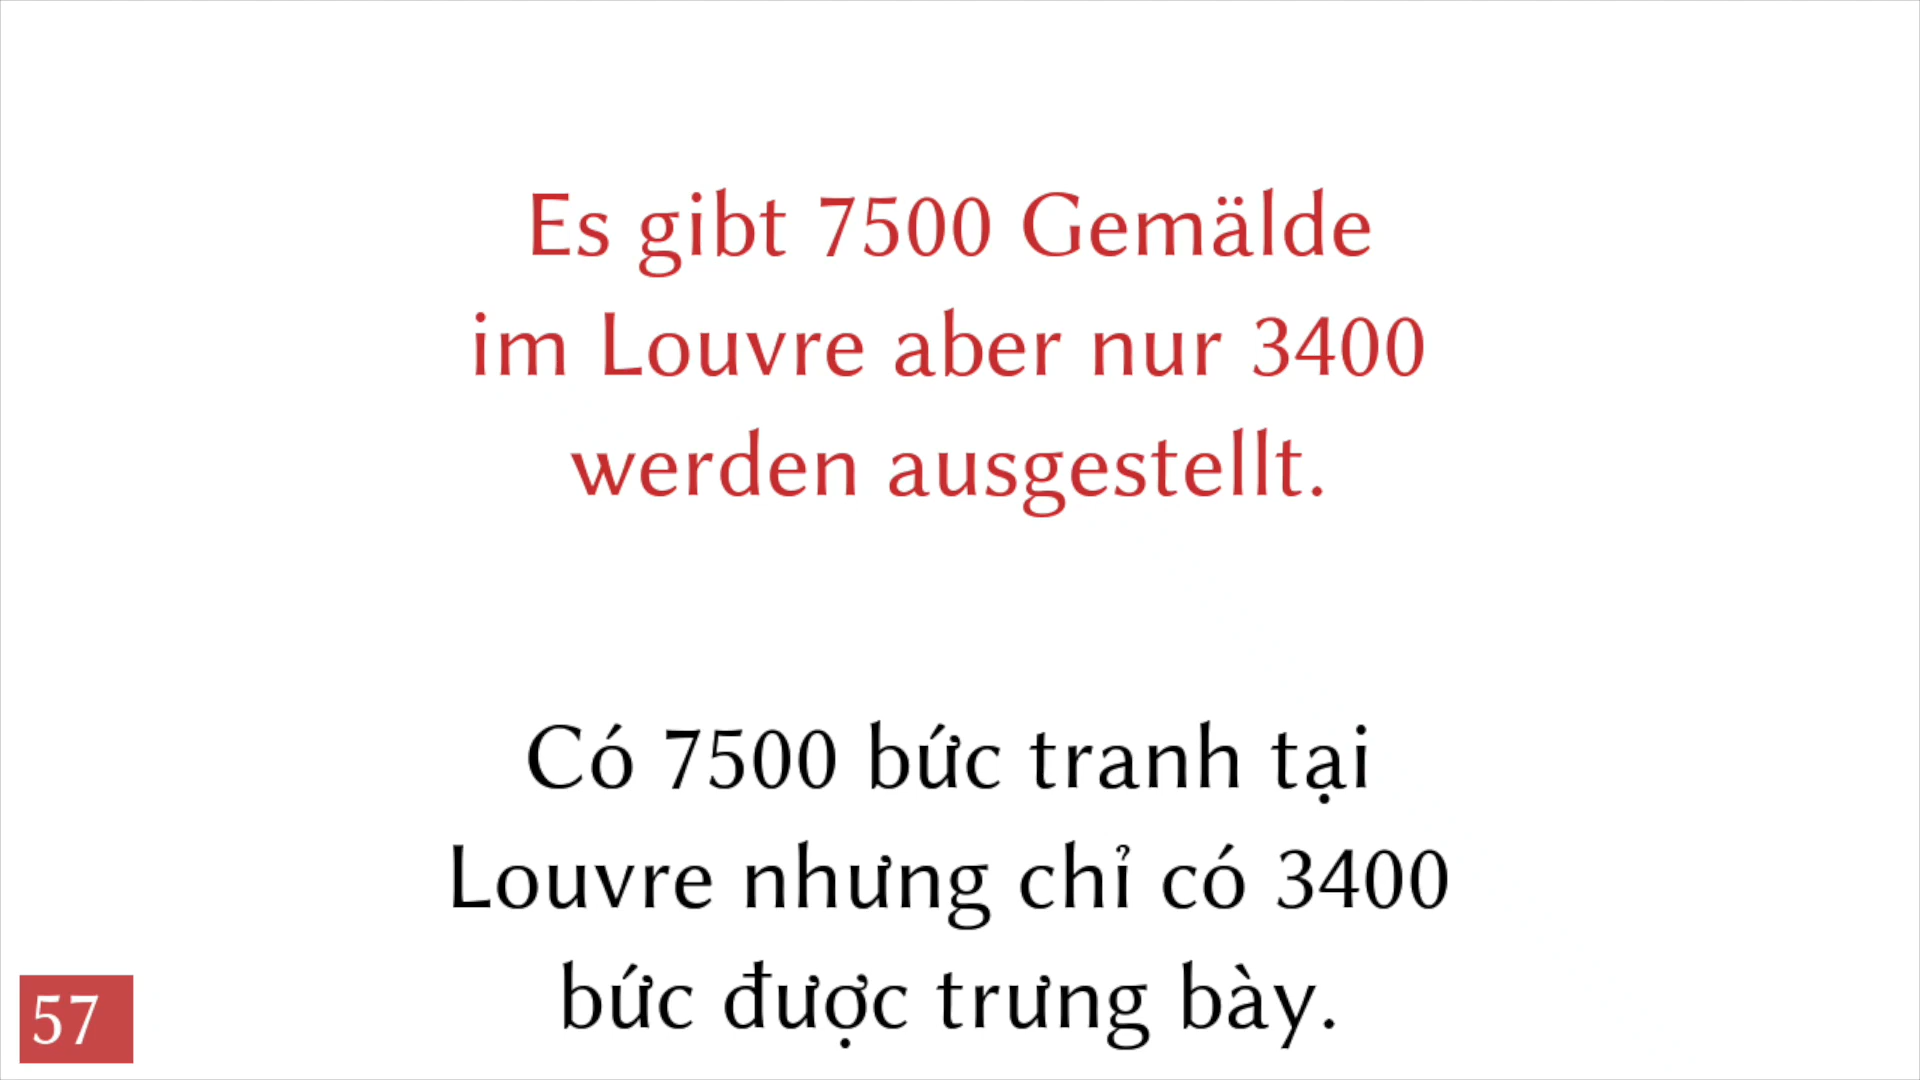 Es gibt 7500 Gemälde
im Louvre aber nur 3400
werden ausgestellt.
Có 7500 bức tranh tại
Louvre nhưng chỉ có 3400
bức được trưng bày.
57